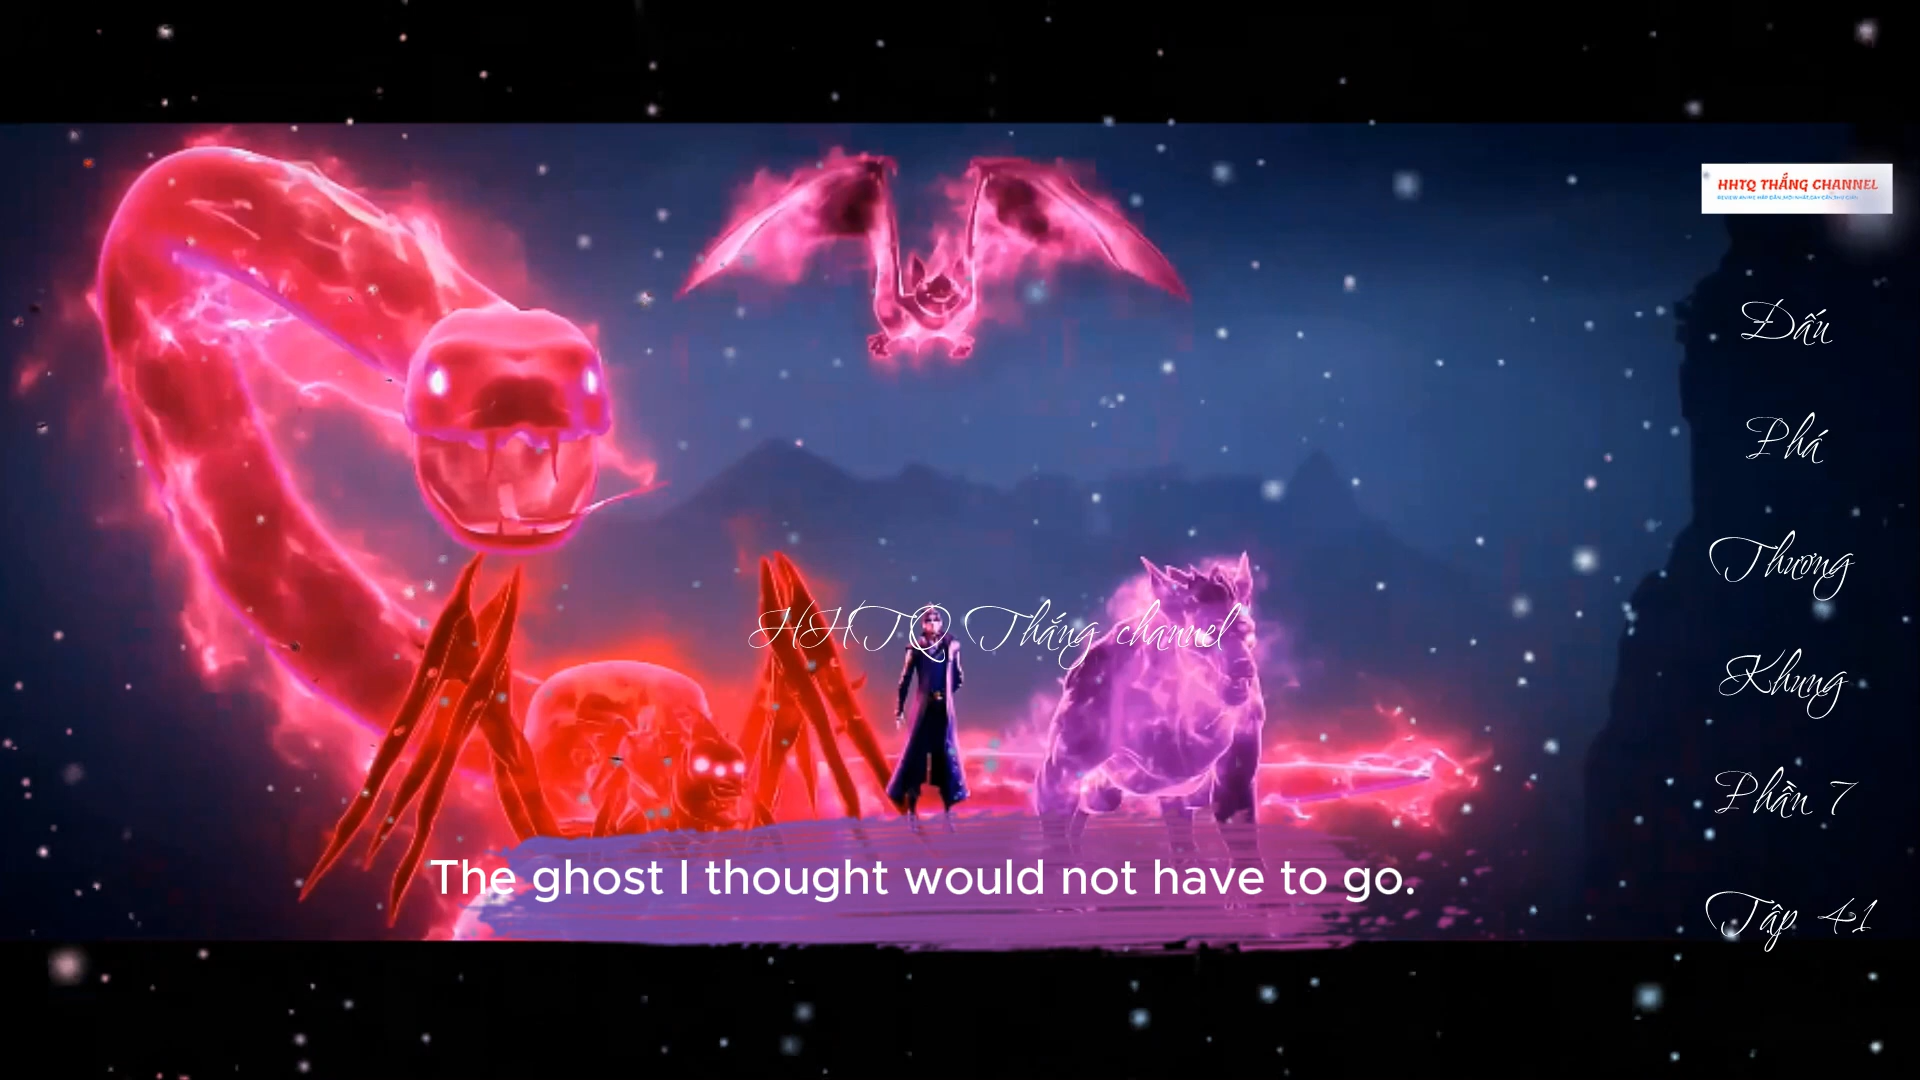 HHTQ THẮNG CHANNEL
Đấu
Phá
Thương
Khung
Phần 7
Tập 41
HHTQ Thắng channel
The ghost I thought would not have to go.